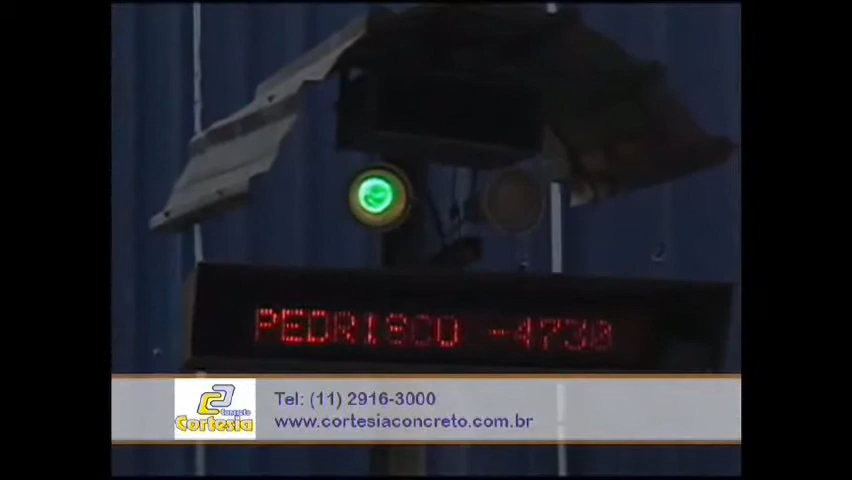 PEDRISCO -4730
Concreto
Cortesia
Tel: (11) 2916-3000
www.cortesiaconcreto.com.br